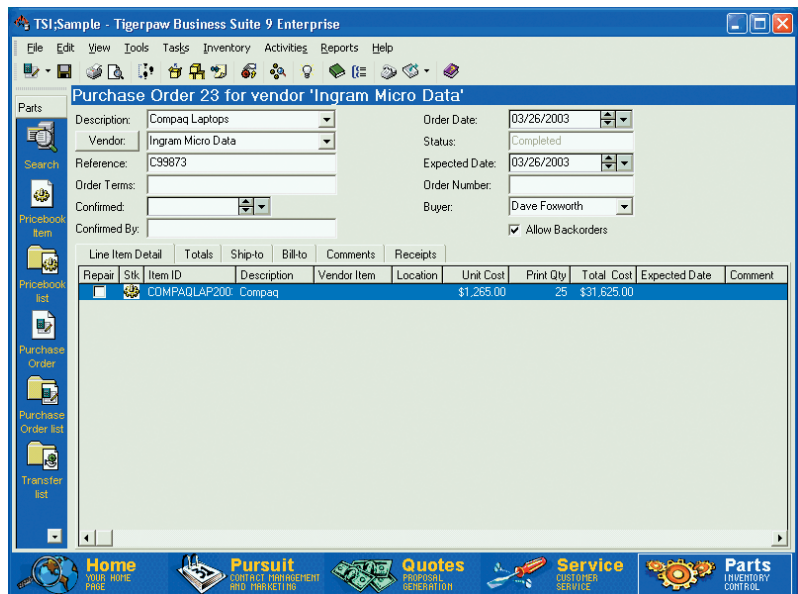 TSI;Sample - Tigerpaw Business Suite 9 Enterprise
File Edit View Tools Tasks Inventory Activities Reports Help
Parts
Search
Pricebook Item
Pricebook list
Purchase Order
Purchase Order list
Transfer list
Purchase Order 23 for vendor 'Ingram Micro Data'
Description: Compaq Laptops Order Date: 03/26/2003
Vendor: Ingram Micro Data Status: Completed
Reference: C99873 Expected Date: 03/26/2003
Order Terms: Order Number:
Confirmed: Buyer: Dave Foxworth
Confirmed By: Allow Backorders
Line Item Detail Totals Ship-to Bill-to Comments Receipts
Repair Stk Item ID Description Vendor Item Location Unit Cost Print Qty Total Cost Expected Date Comment
COMPAQLAP200: Compaq $1,265.00 25 $31,625.00
Home Pursuit Quotes Service Parts
YOUR HOME CONTACT MANAGEMENT PROPOSAL CUSTOMER INVENTORY
PAGE AND MARKETING GENERATION SERVICE CONTROL